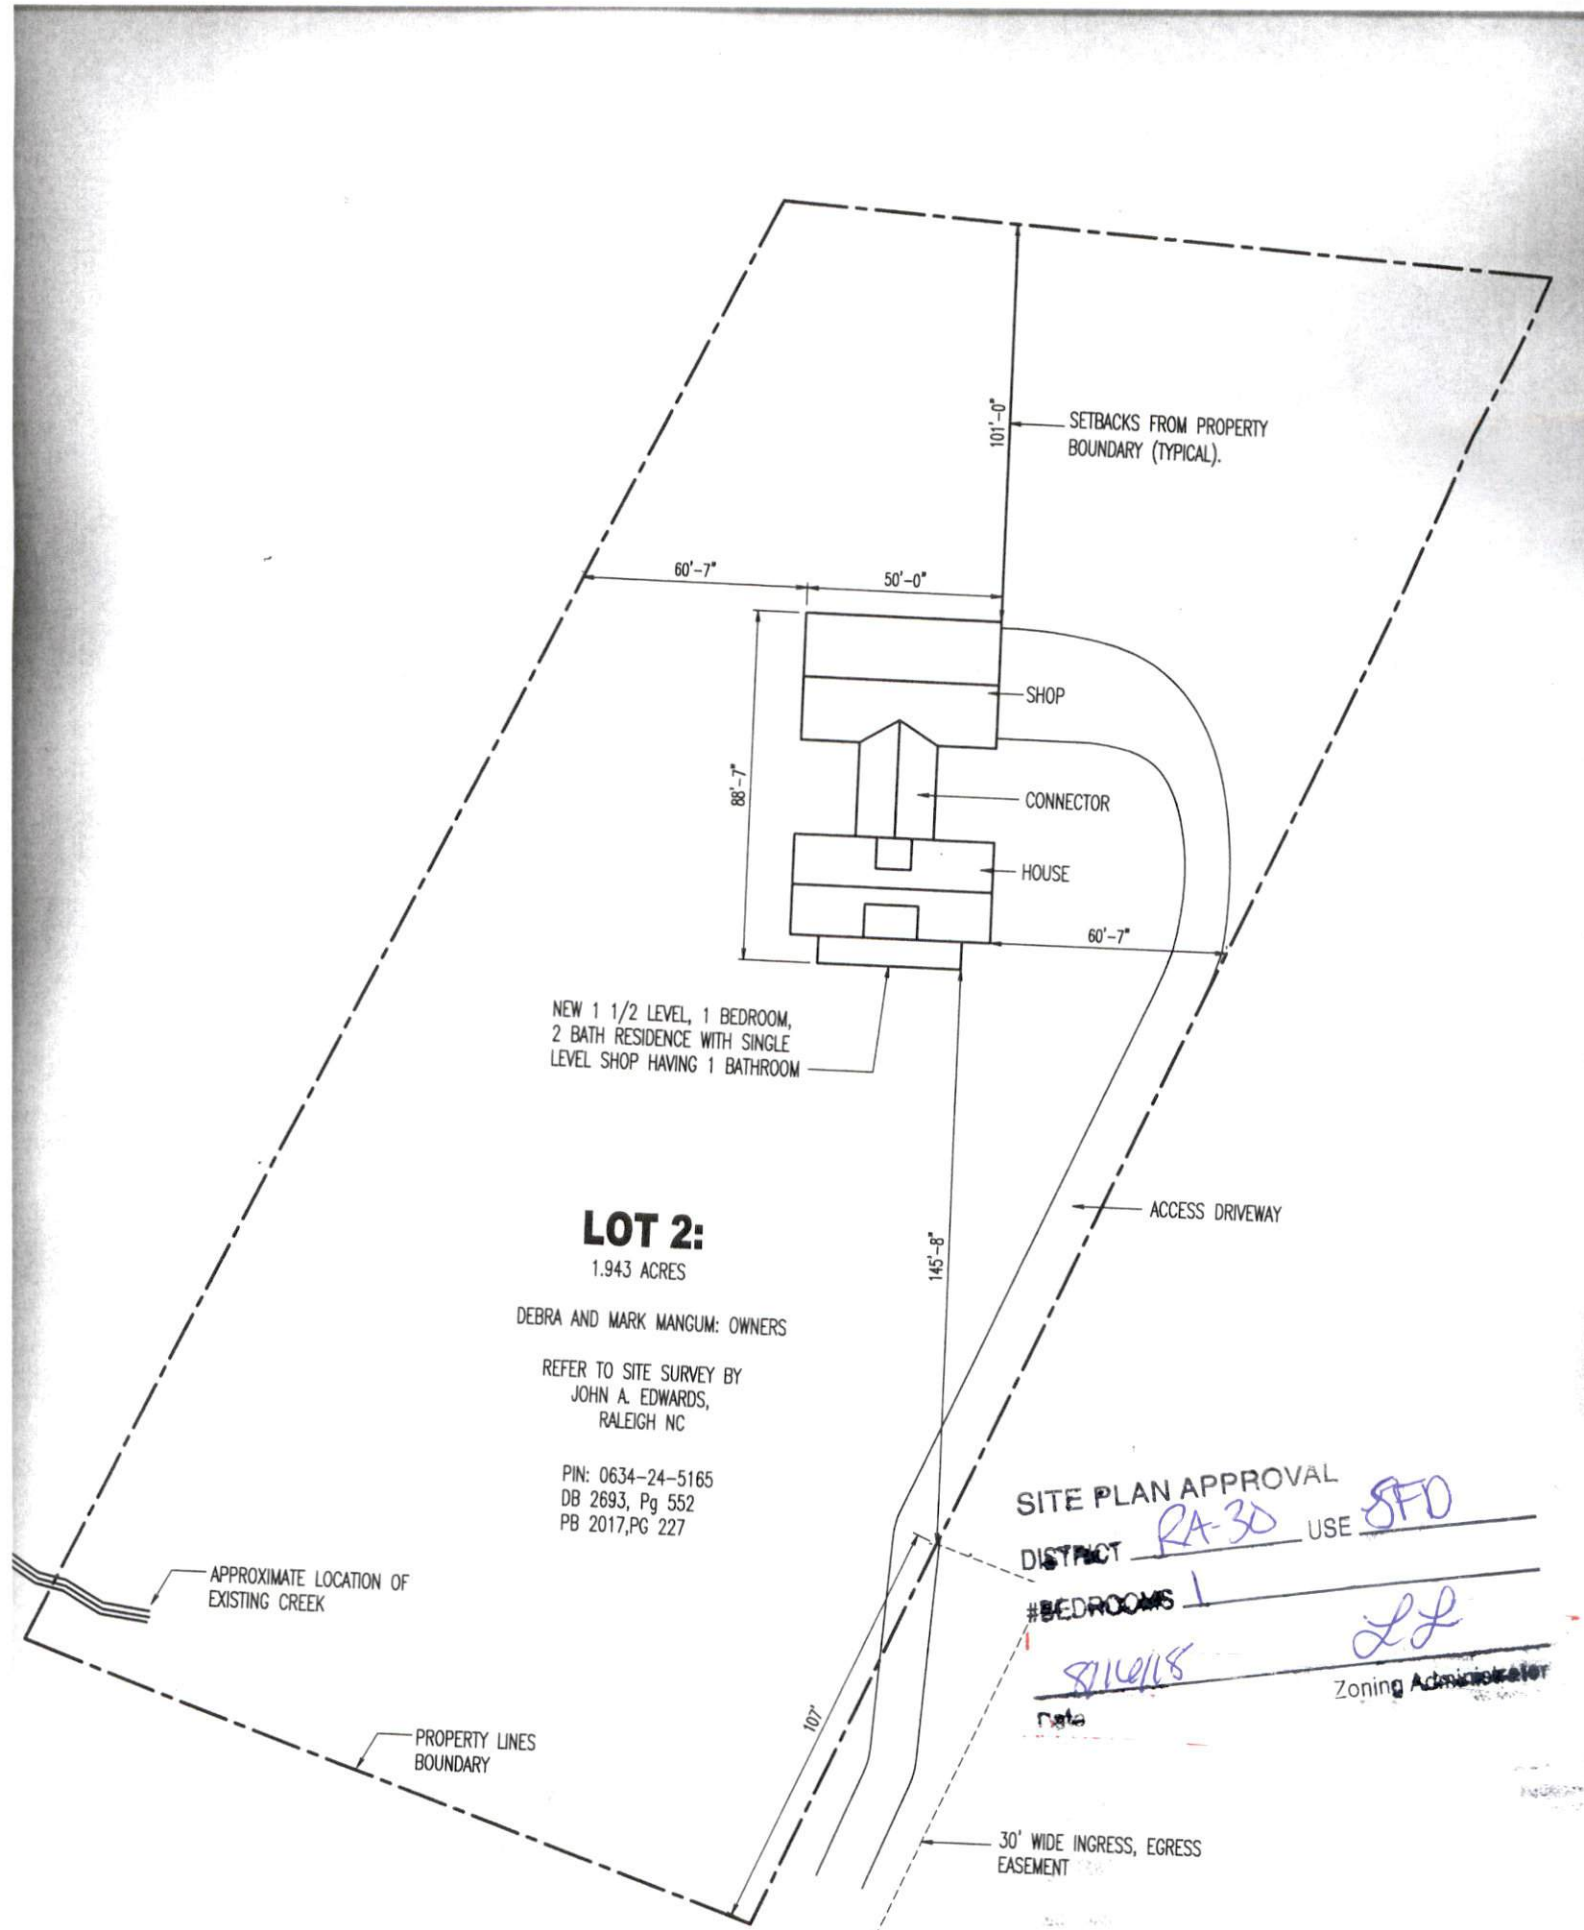 101'-0"
SETBACKS FROM PROPERTY
BOUNDARY (TYPICAL).
60'-7"
50'-0"
SHOP
88'-7"
CONNECTOR
HOUSE
60'-7"
NEW 1 1/2 LEVEL, 1 BEDROOM,
2 BATH RESIDENCE WITH SINGLE
LEVEL SHOP HAVING 1 BATHROOM
ACCESS DRIVEWAY
LOT 2:
1.943 ACRES
145'-8"
DEBRA AND MARK MANGUM: OWNERS
REFER TO SITE SURVEY BY
JOHN A. EDWARDS,
RALEIGH NC
PIN: 0634-24-5165
DB 2693, Pg 552
PB 2017,PG 227
SITE PLAN APPROVAL
DISTRICT RA-30 USE SFD
#BEDROOMS 1
8/16/18 LL
Date Zoning Administrator
APPROXIMATE LOCATION OF
EXISTING CREEK
107'
PROPERTY LINES
BOUNDARY
30' WIDE INGRESS, EGRESS
EASEMENT